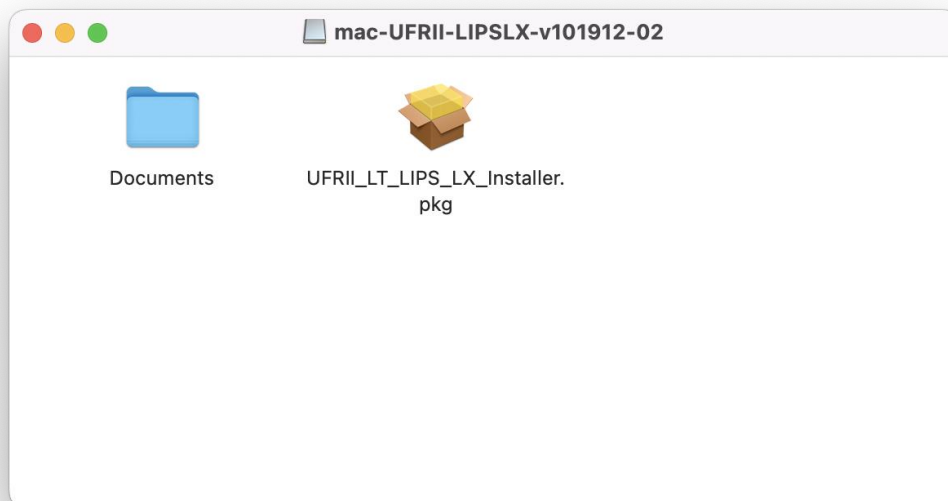 mac-UFRII-LIPSLX-v101912-02
Documents
UFRII_LT_LIPS_LX_Installer.
pkg